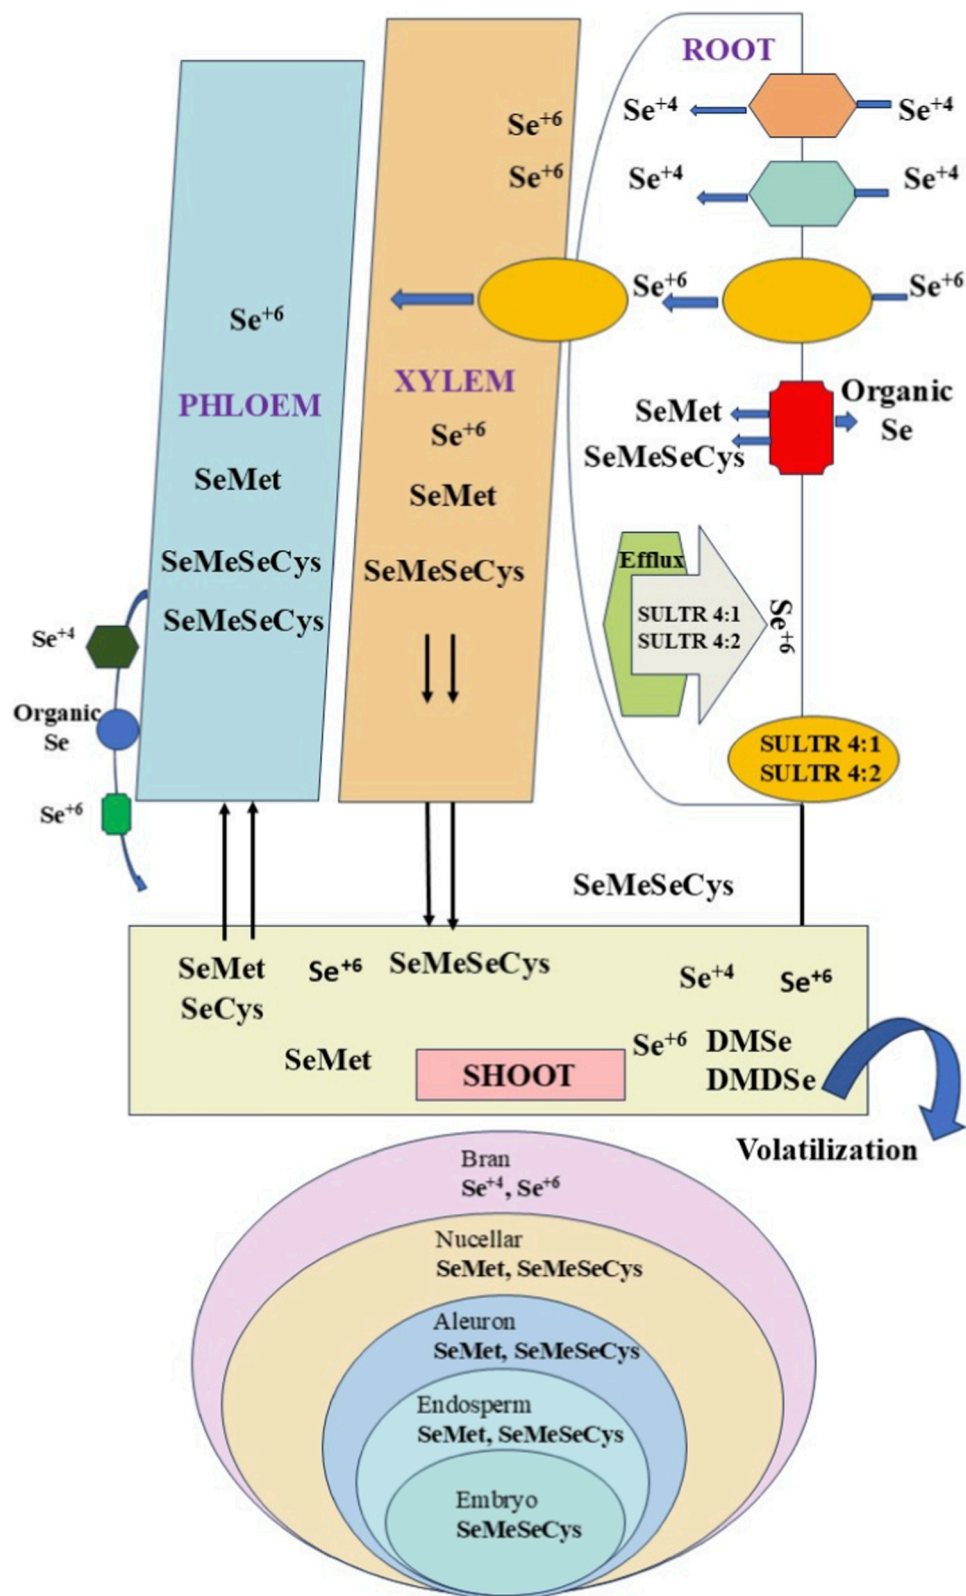 ROOT
Se+4
Se+4
Se+4
Se+4
Se+6
Se+6
SeMet
SeMeSeCys
Organic
Se
Efflux
SULTR 4:1
SULTR 4:2
Se+6
SULTR 4:1
SULTR 4:2
Se+6
Se+6
XYLEM
Se+6
SeMet
SeMeSeCys
Se+6
PHLOEM
SeMet
SeMeSeCys
SeMeSeCys
Se+4
Organic
Se
Se+6
SeMeSeCys
SeMet
SeCys
Se+6
SeMeSeCys
Se+4
Se+6
SeMet
SHOOT
Se+6
DMSe
DMDSe
Volatilization
Bran
Se+4, Se+6
Nucellar
SeMet, SeMeSeCys
Aleuron
SeMet, SeMeSeCys
Endosperm
SeMet, SeMeSeCys
Embryo
SeMeSeCys